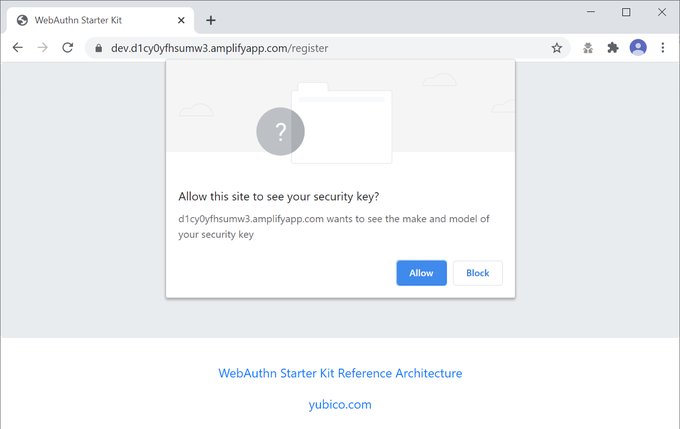 WebAuthn Starter Kit
dev.d1cy0yfhsumw3.amplifyapp.com/register
?
Allow this site to see your security key?
d1cy0yfhsumw3.amplifyapp.com wants to see the make and model of
your security key
Allow Block
WebAuthn Starter Kit Reference Architecture
yubico.com